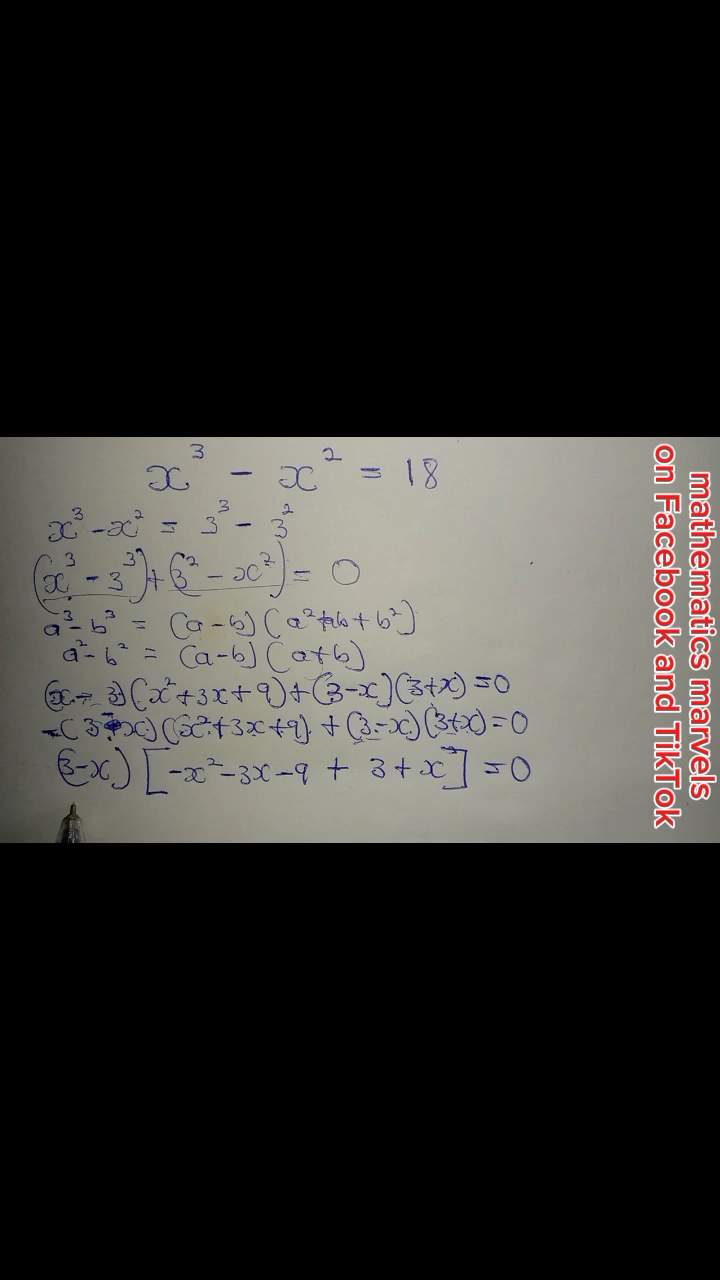 x³ - x² = 18
x³ - x² = 3³ - 3²
(x³ - 3³) + (3² - x²) = 0
a³ - b³ = (a - b)(a² + ab + b²)
a² - b² = (a - b)(a + b)
(x - 3)(x² + 3x + 9) + (3 - x)(3 + x) = 0
-(3 - x)(x² + 3x + 9) + (3 - x)(3 + x) = 0
(3 - x)[-x² - 3x - 9 + 3 + x] = 0
mathematics marvels
on Facebook and TikTok